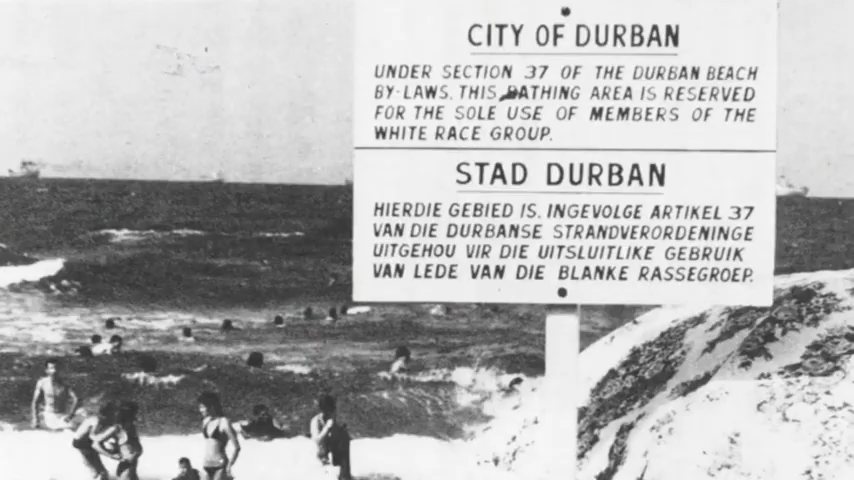 CITY OF DURBAN
UNDER SECTION 37 OF THE DURBAN BEACH
BY-LAWS, THIS BATHING AREA IS RESERVED
FOR THE SOLE USE OF MEMBERS OF THE
WHITE RACE GROUP.
STAD DURBAN
HIERDIE GEBIED IS, INGEVOLGE ARTIKEL 37
VAN DIE DURBANSE STRANDVERORDENINGE
UITGEHOU VIR DIE UITSLUITLIKE GEBRUIK
VAN LEDE VAN DIE BLANKE RASSEGROEP.